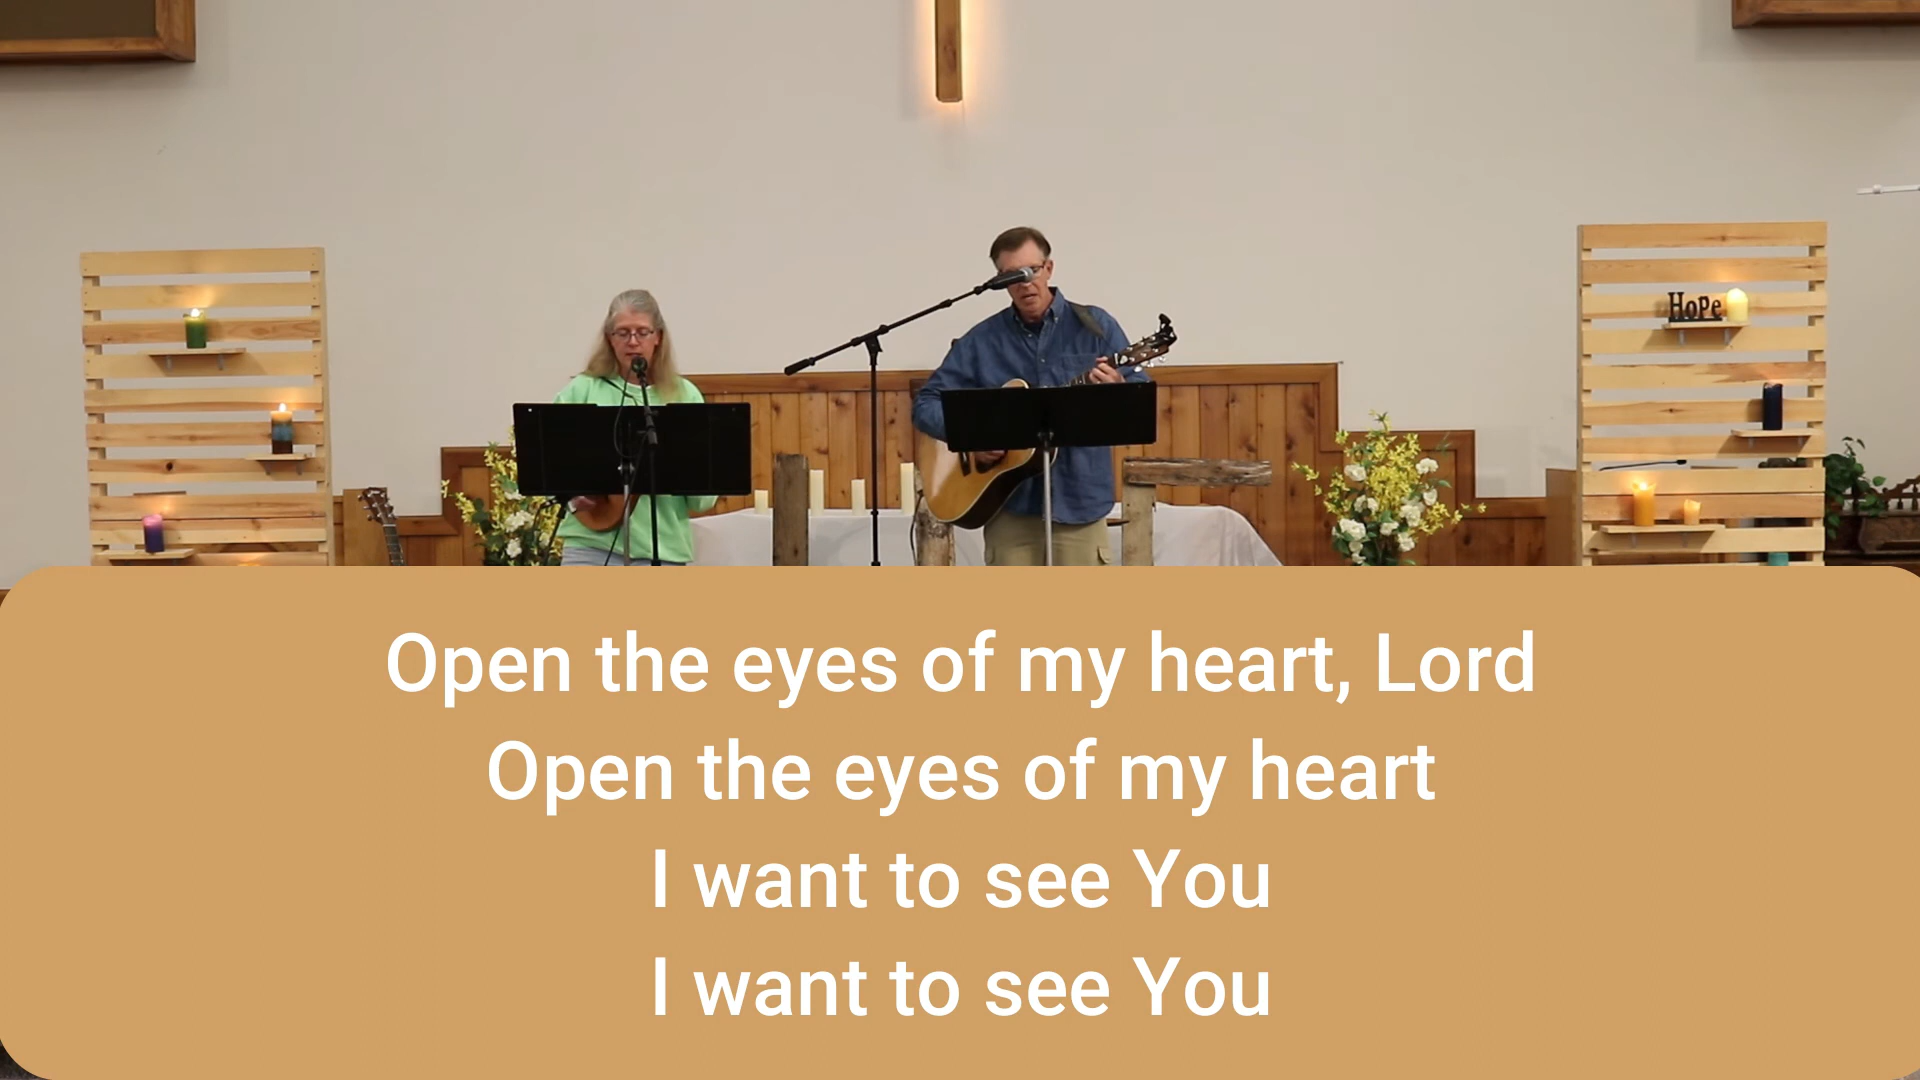 Hope
Open the eyes of my heart, Lord
Open the eyes of my heart
I want to see You
I want to see You